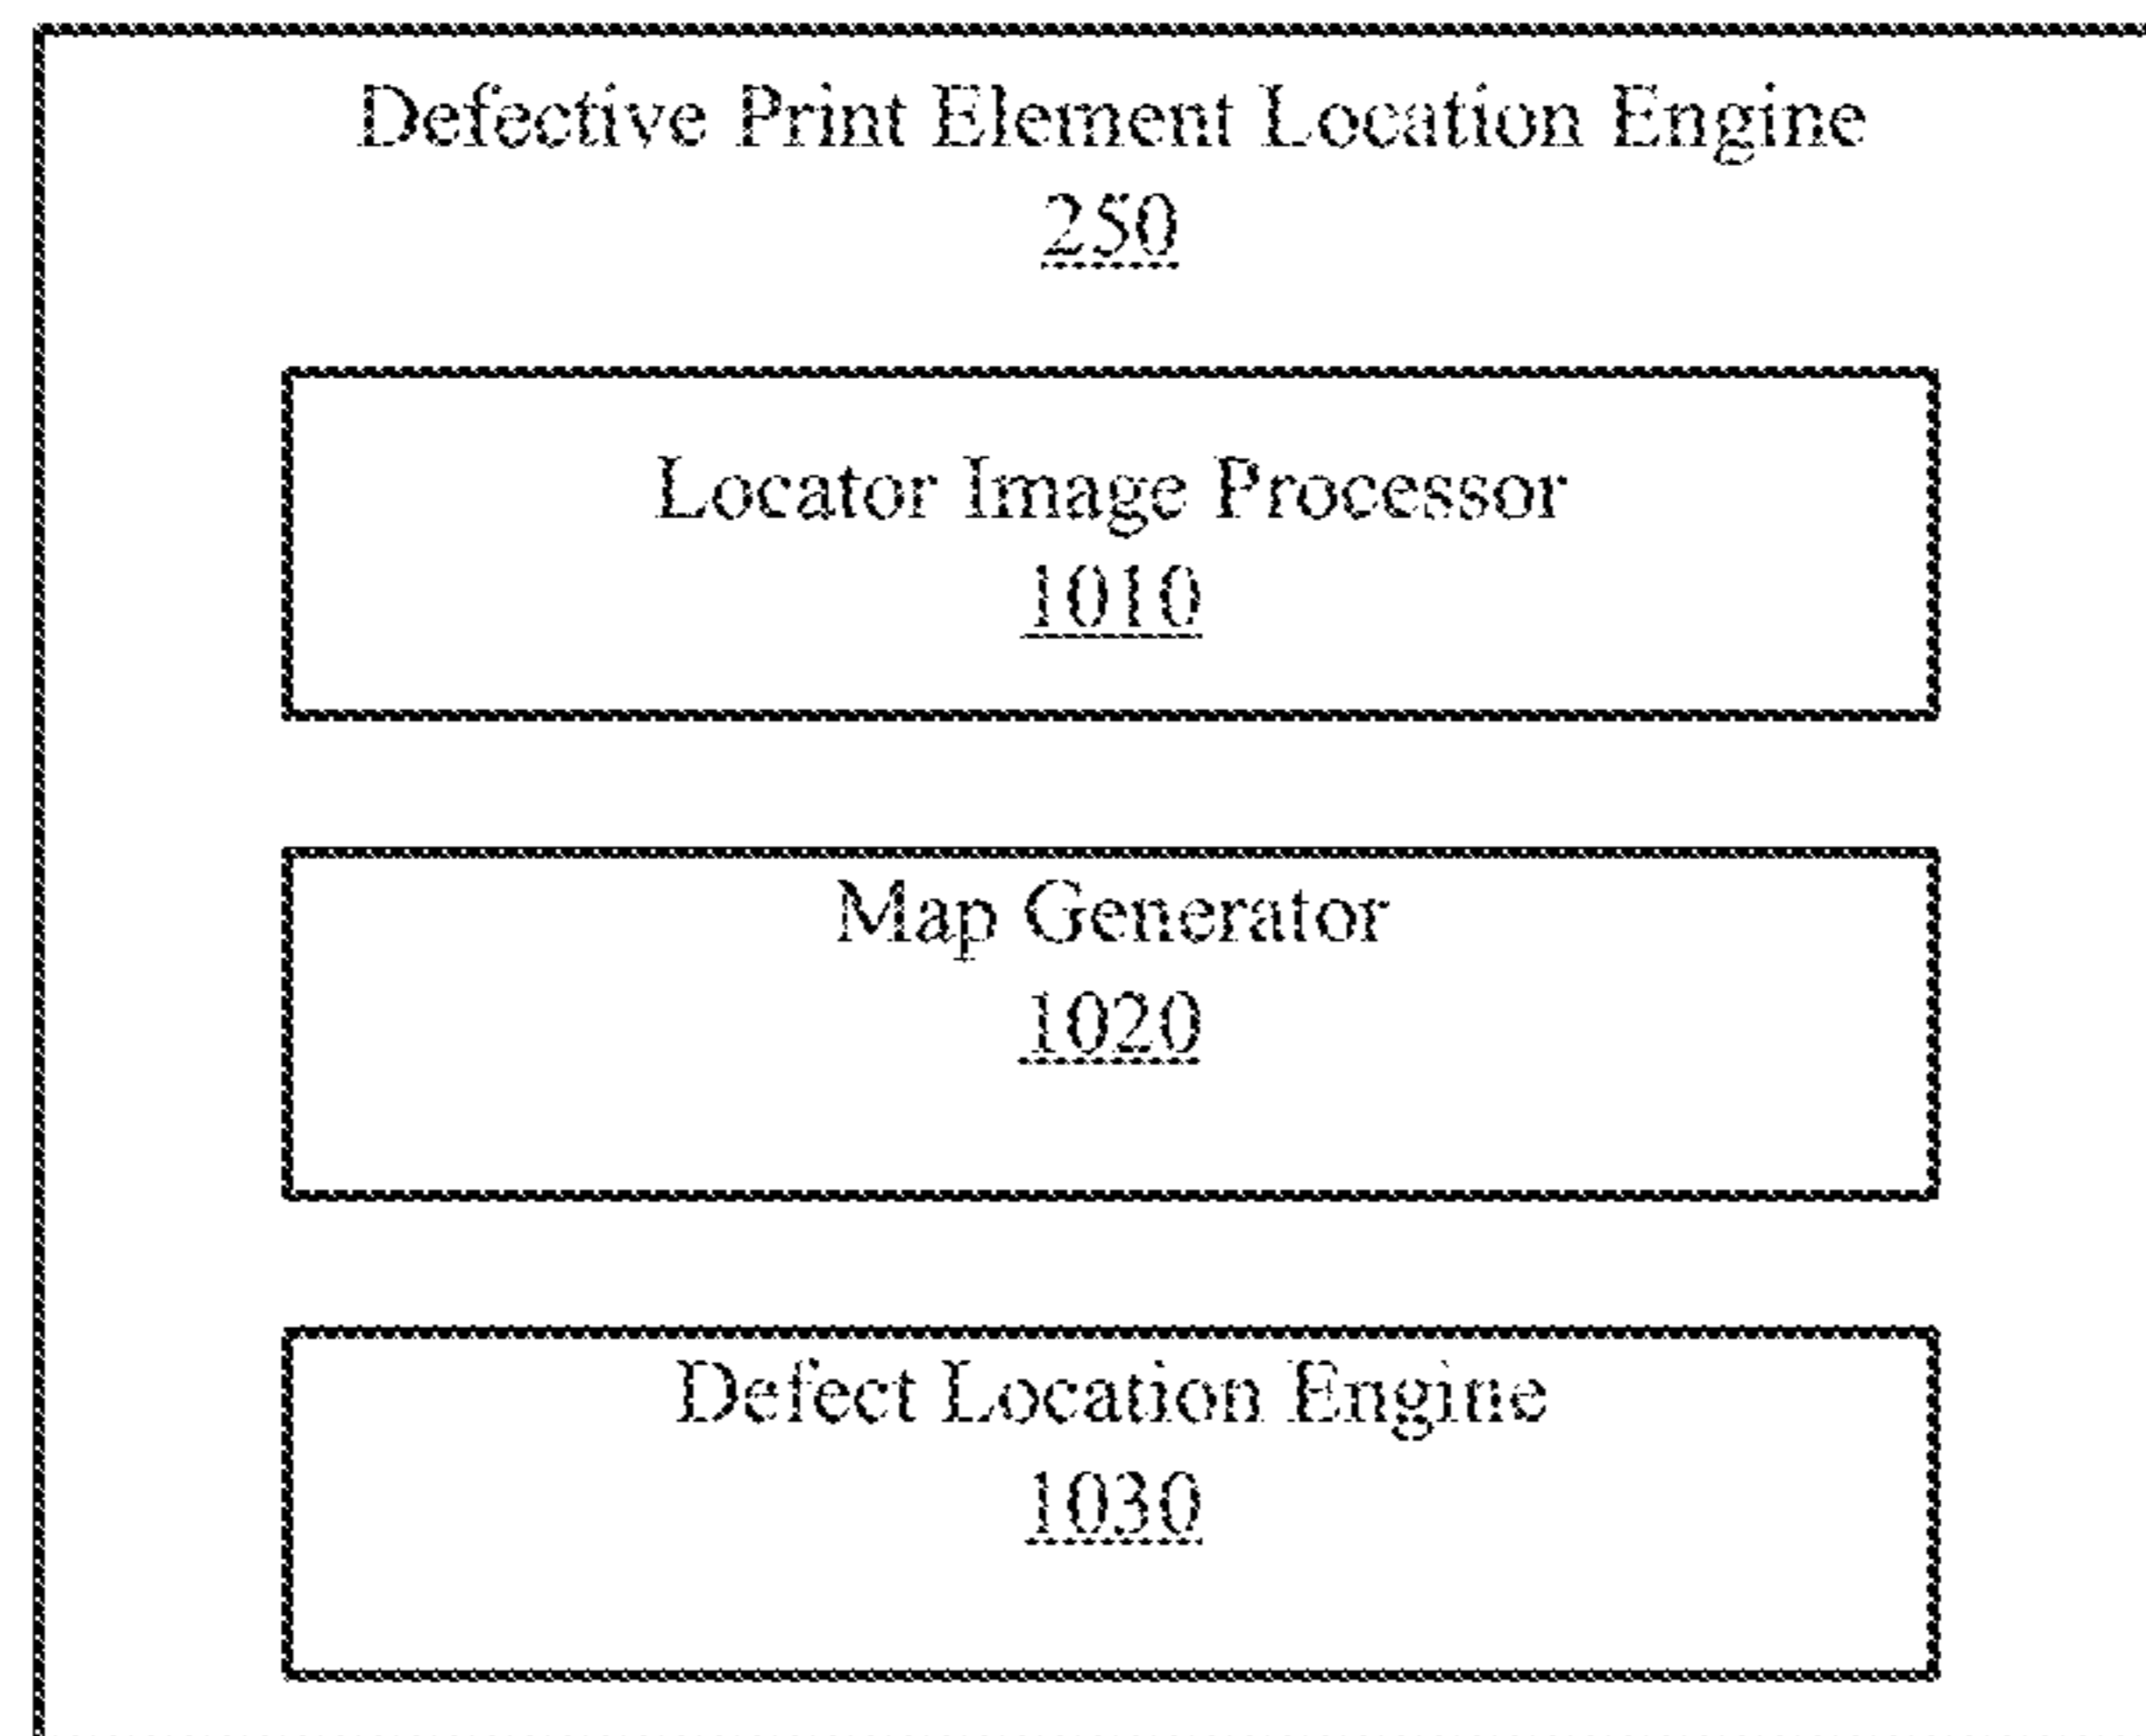 Defective Print Element Location Engine
250
Locator Image Processor
1010
Map Generator
1020
Defect Location Engine
1030